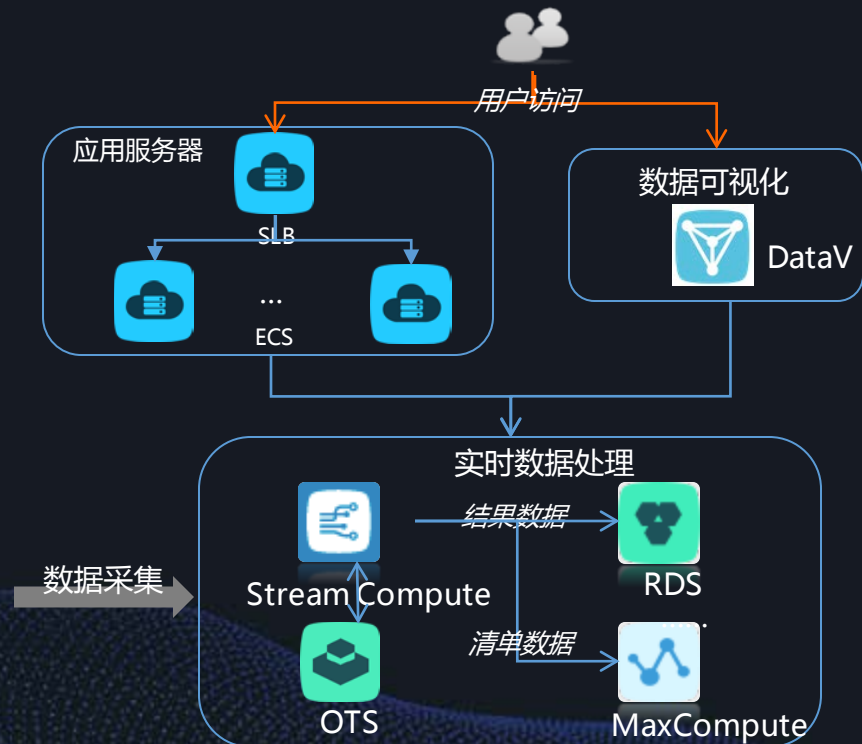 用户访问
应用服务器
SLB
...
ECS
数据可视化
DataV
实时数据处理
结果数据
数据采集
Stream Compute
RDS
......
清单数据
OTS
MaxCompute